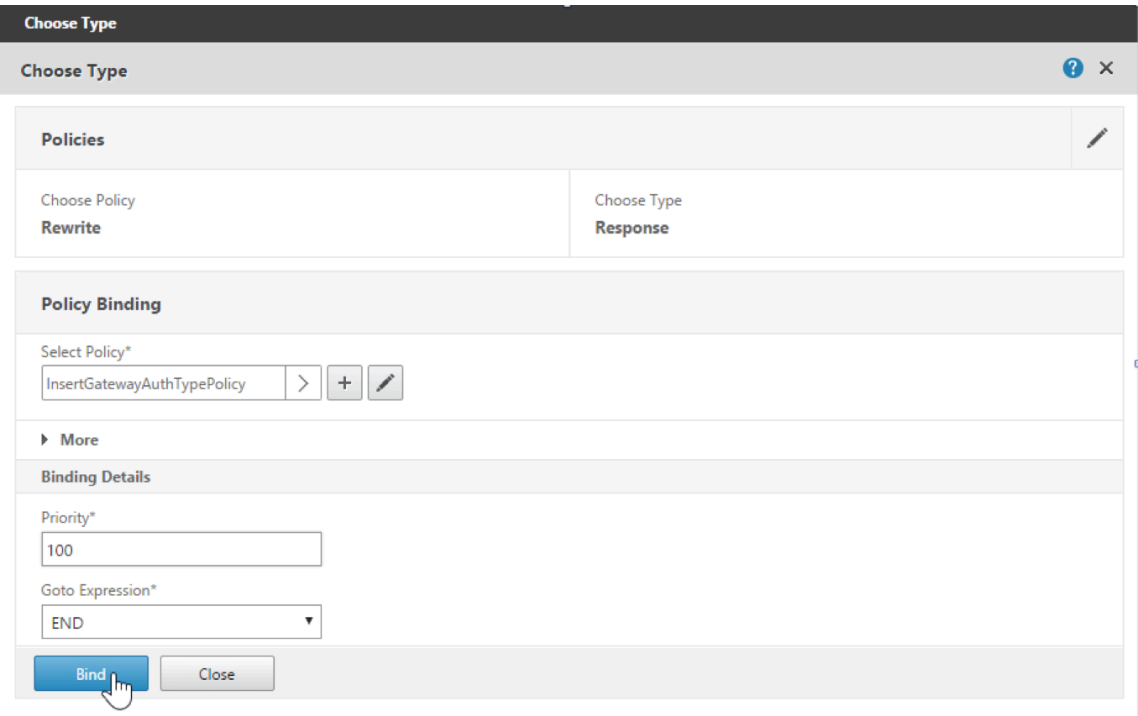 Choose Type
Choose Type
Policies
Choose Policy
Choose Type
Rewrite
Response
Policy Binding
Select Policy*
InsertGatewayAuthTypePolicy
More
Binding Details
Priority*
100
Goto Expression*
END
Bind
Close